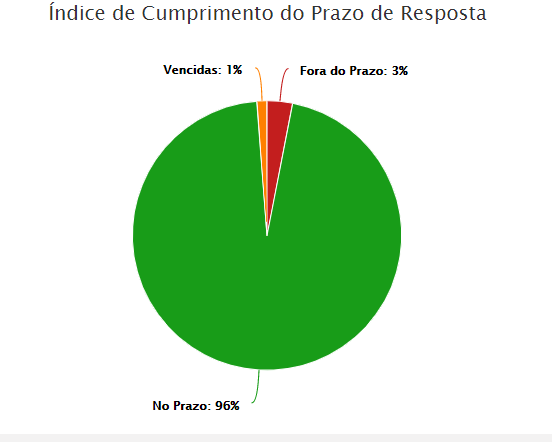 Índice de Cumprimento do Prazo de Resposta
Vencidas: 1%
Fora do Prazo: 3%
No Prazo: 96%